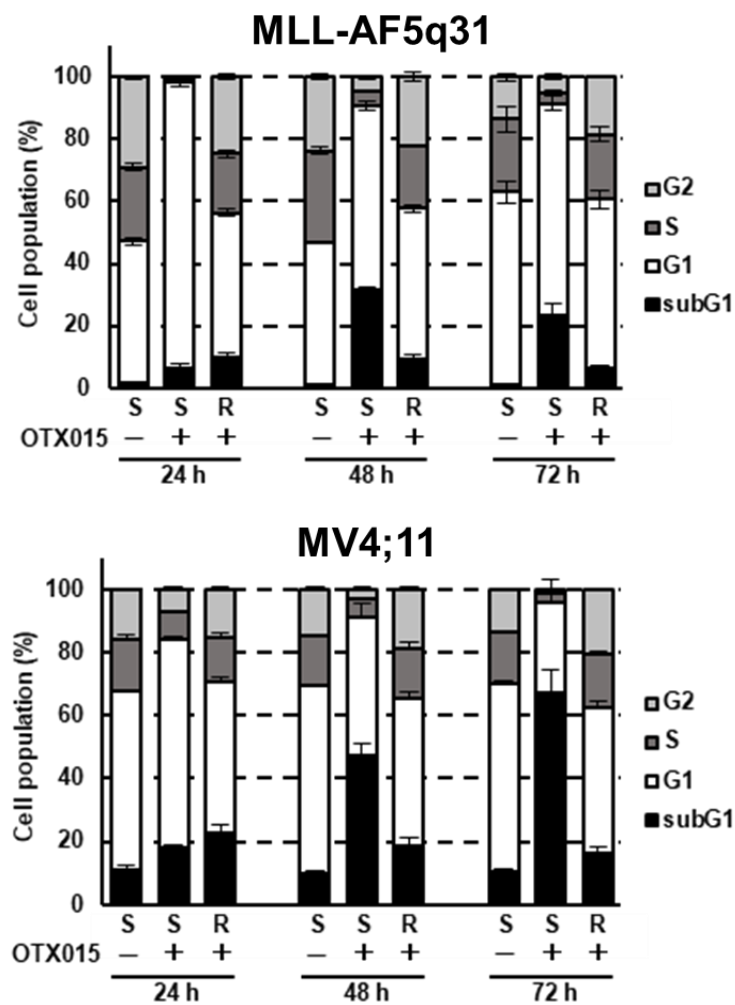 MLL-AF5q31
Cell population (%)
100
80
60
40
20
0
G2
S
G1
subG1
S S R S S R S S R
OTX015 – + + – + + – + +
24 h 48 h 72 h
MV4;11
Cell population (%)
100
80
60
40
20
0
G2
S
G1
subG1
S S R S S R S S R
OTX015 – + + – + + – + +
24 h 48 h 72 h